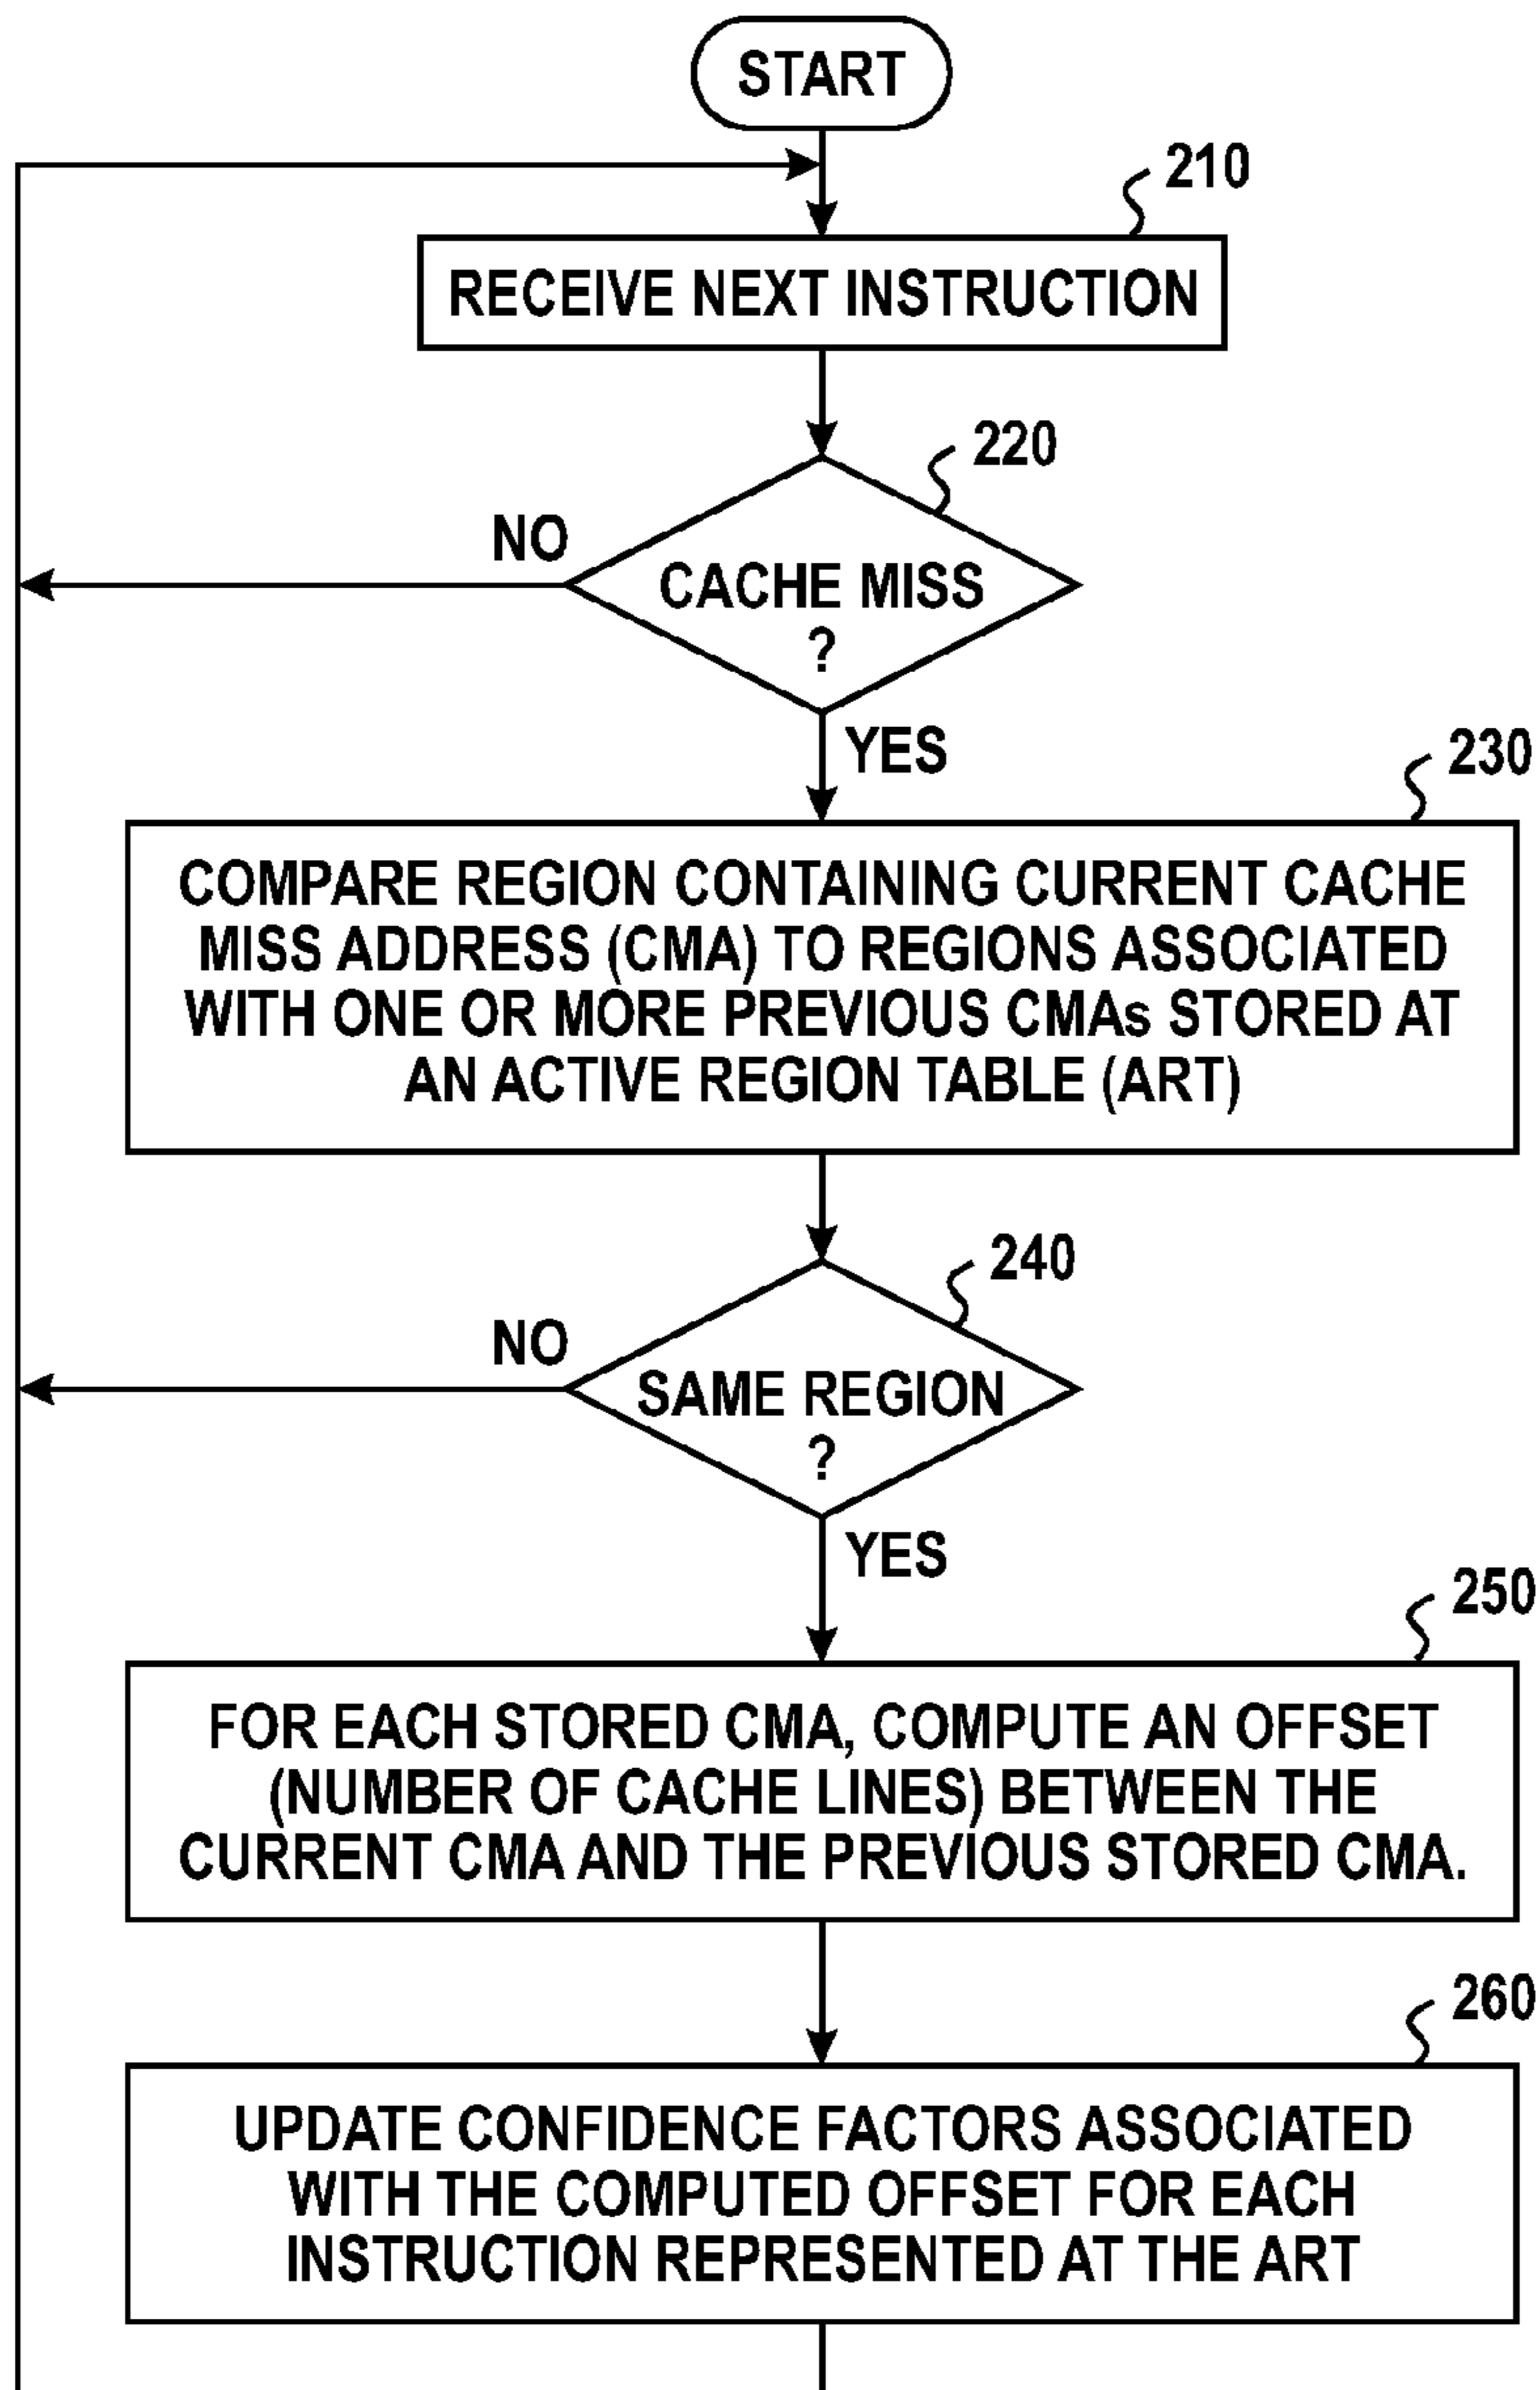 START
210
RECEIVE NEXT INSTRUCTION
220
NO
CACHE MISS
?
YES
230
COMPARE REGION CONTAINING CURRENT CACHE
MISS ADDRESS (CMA) TO REGIONS ASSOCIATED
WITH ONE OR MORE PREVIOUS CMAs STORED AT
AN ACTIVE REGION TABLE (ART)
240
NO
SAME REGION
?
YES
250
FOR EACH STORED CMA, COMPUTE AN OFFSET
(NUMBER OF CACHE LINES) BETWEEN THE
CURRENT CMA AND THE PREVIOUS STORED CMA.
260
UPDATE CONFIDENCE FACTORS ASSOCIATED
WITH THE COMPUTED OFFSET FOR EACH
INSTRUCTION REPRESENTED AT THE ART